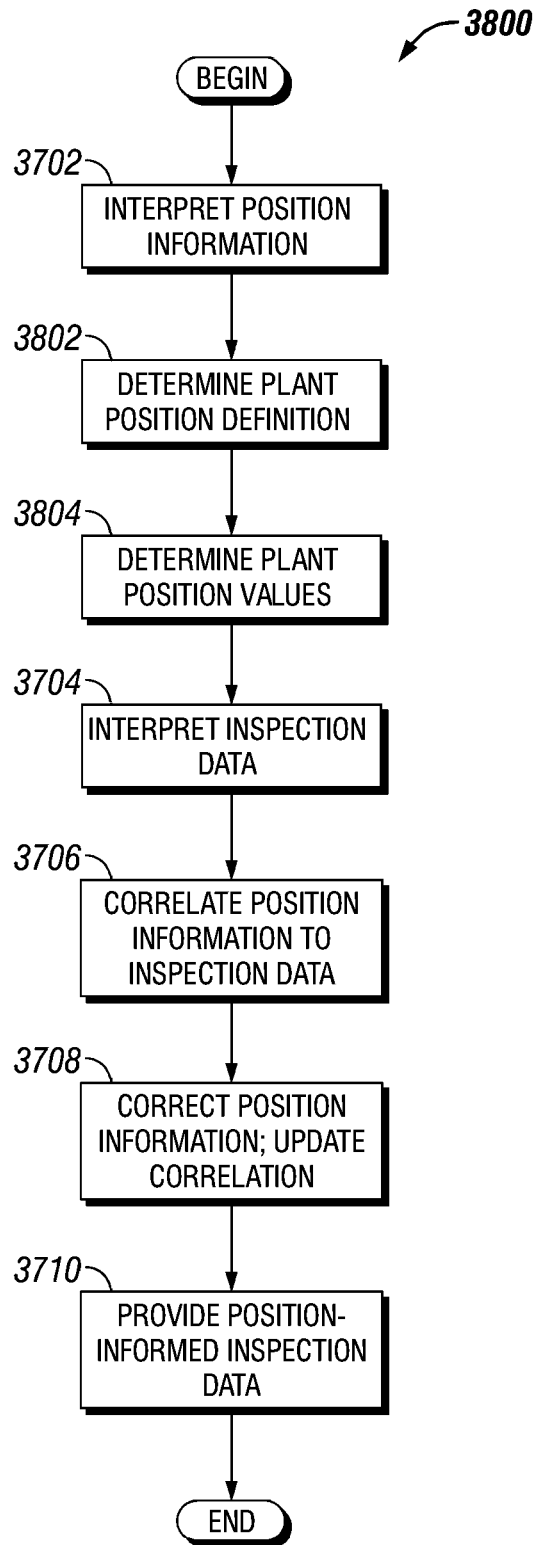 3800
BEGIN
3702
INTERPRET POSITION
INFORMATION
3802
DETERMINE PLANT
POSITION DEFINITION
3804
DETERMINE PLANT
POSITION VALUES
3704
INTERPRET INSPECTION
DATA
3706
CORRELATE POSITION
INFORMATION TO
INSPECTION DATA
3708
CORRECT POSITION
INFORMATION; UPDATE
CORRELATION
3710
PROVIDE POSITION-
INFORMED INSPECTION
DATA
END